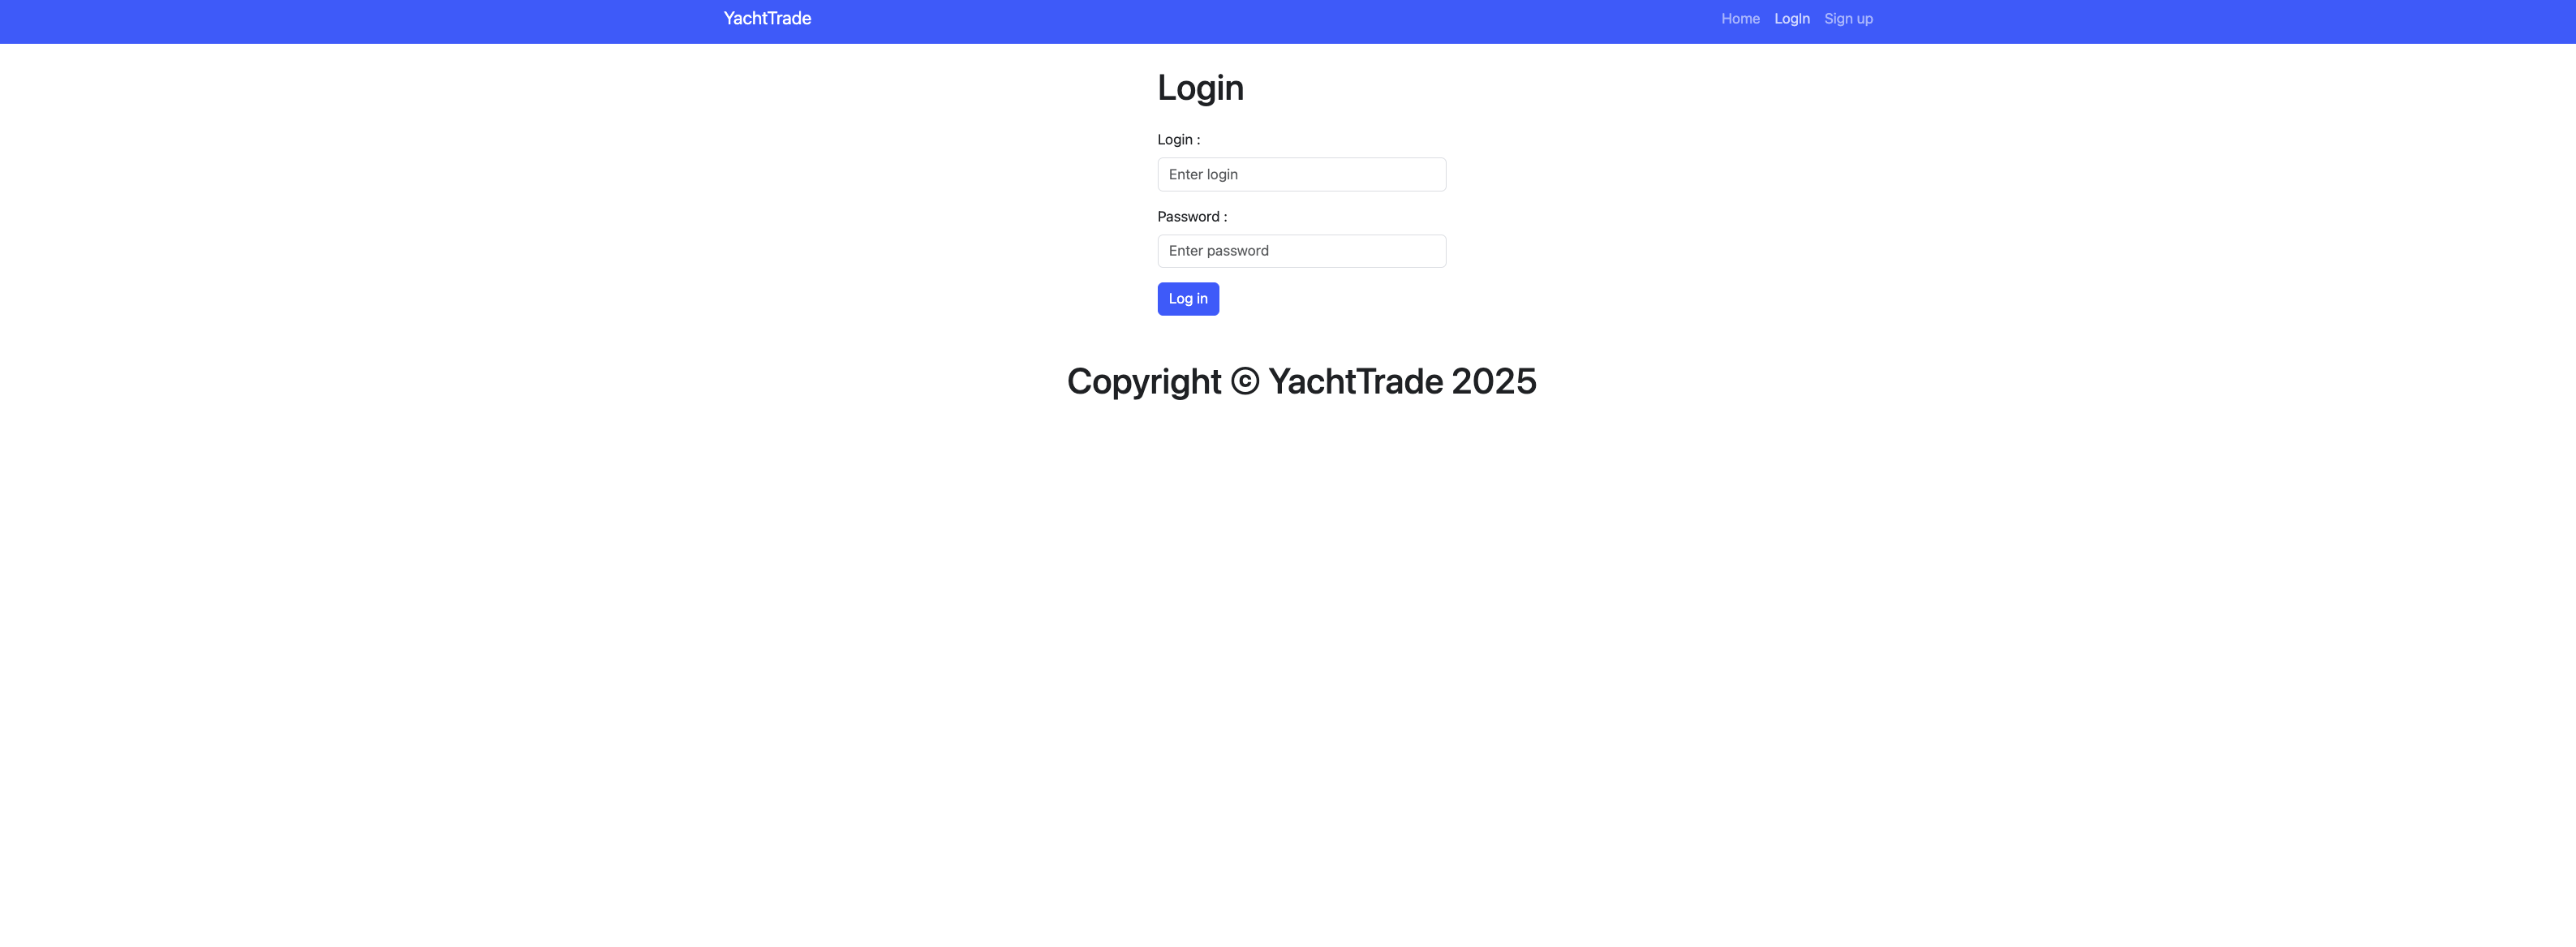 YachtTrade Home LogIn Sign up
Login
Login :
Enter login
Password :
Enter password
Log in
Copyright © YachtTrade 2025